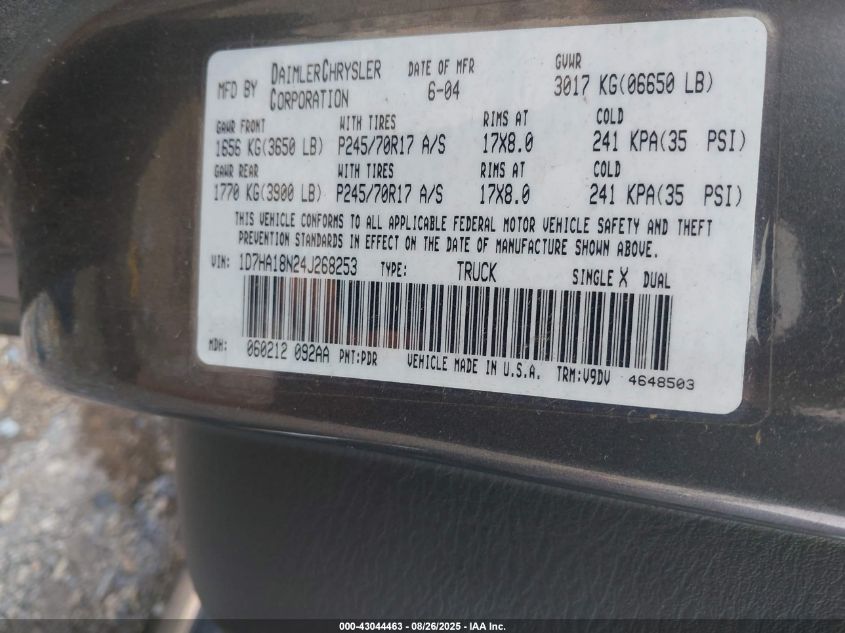 MFD BY DAIMLERCHRYSLER CORPORATION DATE OF MFR 6-04 GVWR 3017 KG(06650 LB)
GAWR FRONT WITH TIRES RIMS AT COLD
1656 KG(3650 LB) P245/70R17 A/S 17X8.0 241 KPA(35 PSI)
GAWR REAR WITH TIRES RIMS AT COLD
1770 KG(3900 LB) P245/70R17 A/S 17X8.0 241 KPA(35 PSI)
THIS VEHICLE CONFORMS TO ALL APPLICABLE FEDERAL MOTOR VEHICLE SAFETY AND THEFT
PREVENTION STANDARDS IN EFFECT ON THE DATE OF MANUFACTURE SHOWN ABOVE.
VIN: 1D7HA18N24J268253 TYPE: TRUCK SINGLE X DUAL
MDH: 060212 092AA PNT:PDR VEHICLE MADE IN U.S.A. TRM:V9DV 4648503
000-43044463 - 08/26/2025 - IAA Inc.